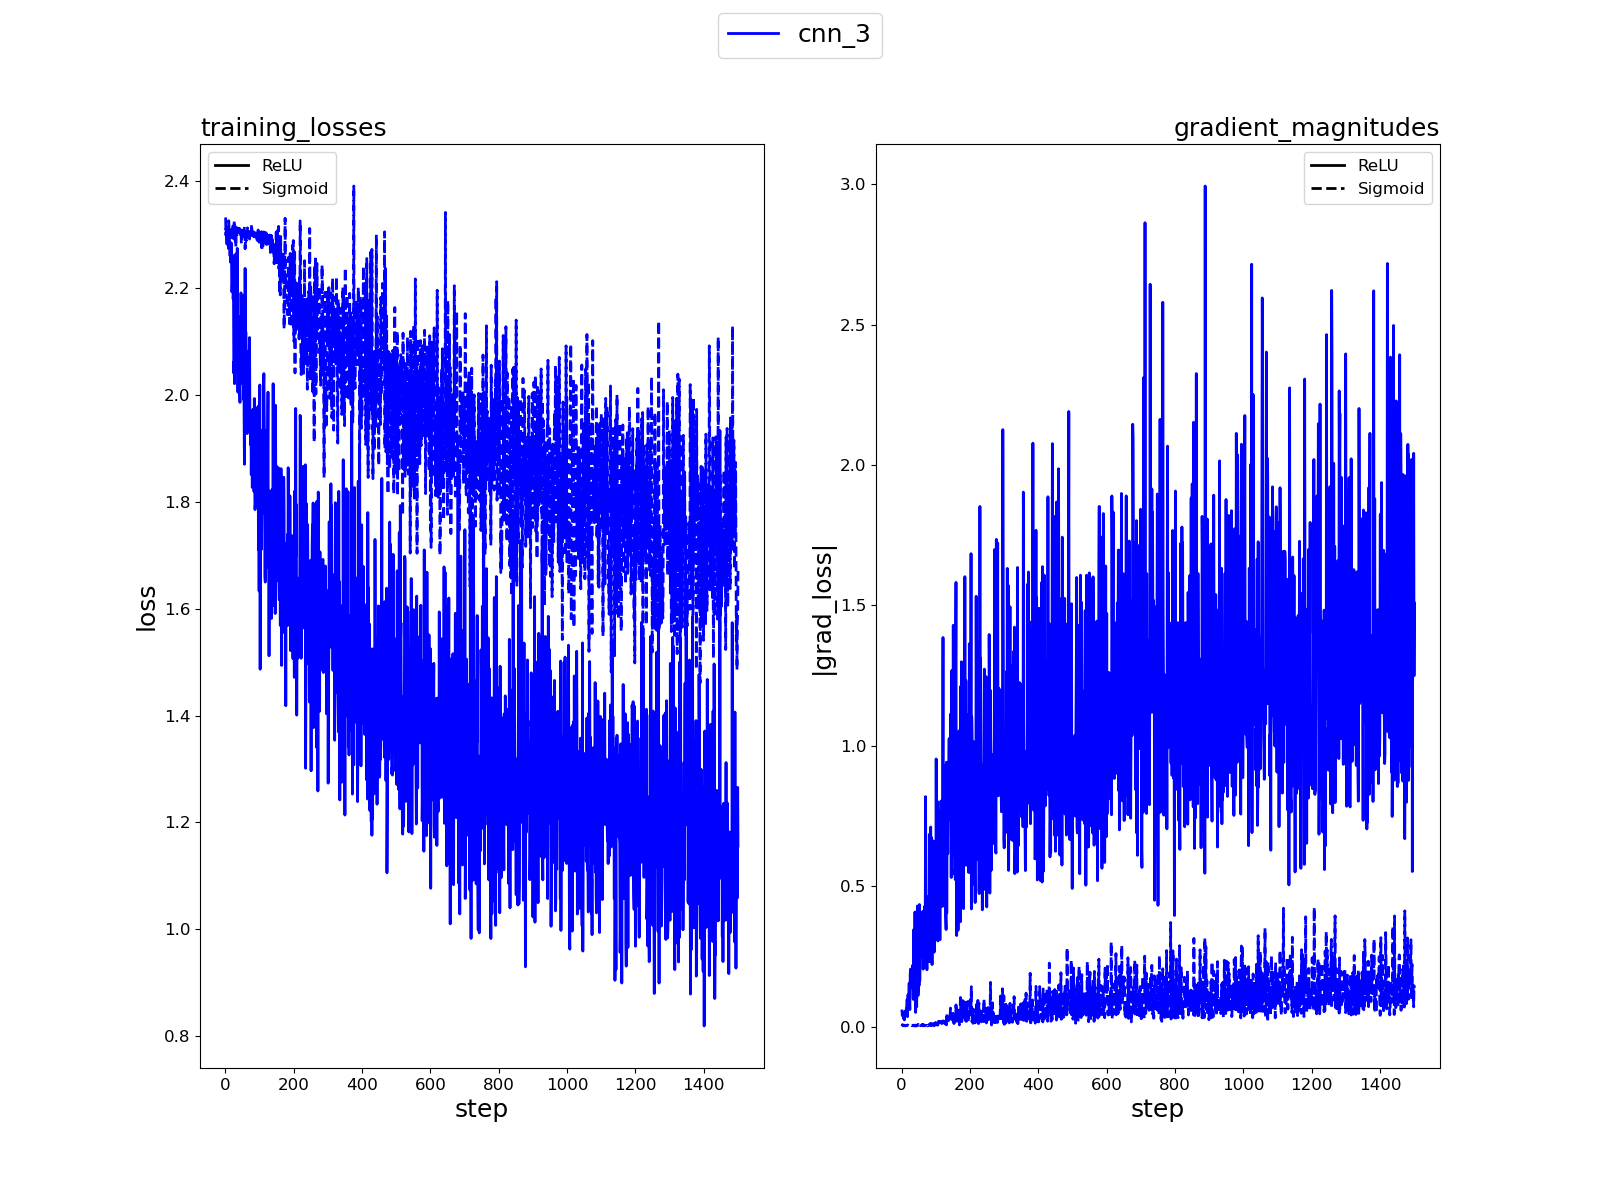 cnn_3
training_losses
ReLU
Sigmoid
2.4
2.2
2.0
1.8
1.6
1.4
1.2
1.0
0.8
loss
0 200 400 600 800 1000 1200 1400
step
gradient_magnitudes
ReLU
Sigmoid
3.0
2.5
2.0
1.5
1.0
0.5
0.0
|grad_loss|
0 200 400 600 800 1000 1200 1400
step